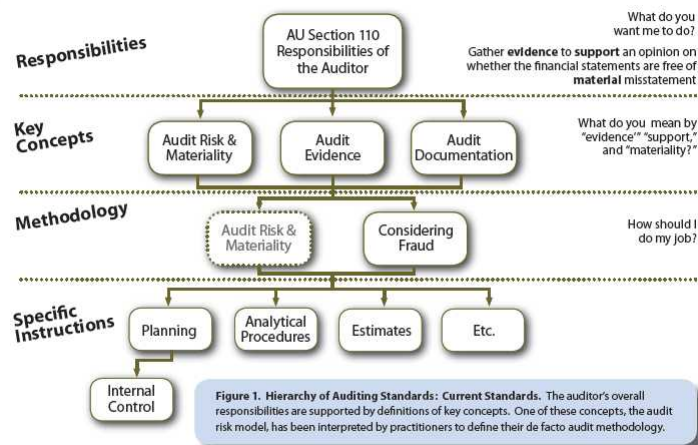 What do you
want me to do?
AU Section 110
Responsibilities of
the Auditor
Responsibilities
Gather evidence to support an opinion on
whether the financial statements are free of
material misstatement
Key
Concepts
Audit Risk &
Materiality
Audit
Evidence
Audit
Documentation
What do you mean by
“evidence’” “support,”
and “materiality?”
Methodology
Audit Risk &
Materiality
Considering
Fraud
How should I
do my job?
Specific
Instructions
Planning
Analytical
Procedures
Estimates
Etc.
Internal
Control
Figure 1. Hierarchy of Auditing Standards: Current Standards. The auditor’s overall
responsibilities are supported by definitions of key concepts. One of these concepts, the audit
risk model, has been interpreted by practitioners to define their de facto audit methodology.